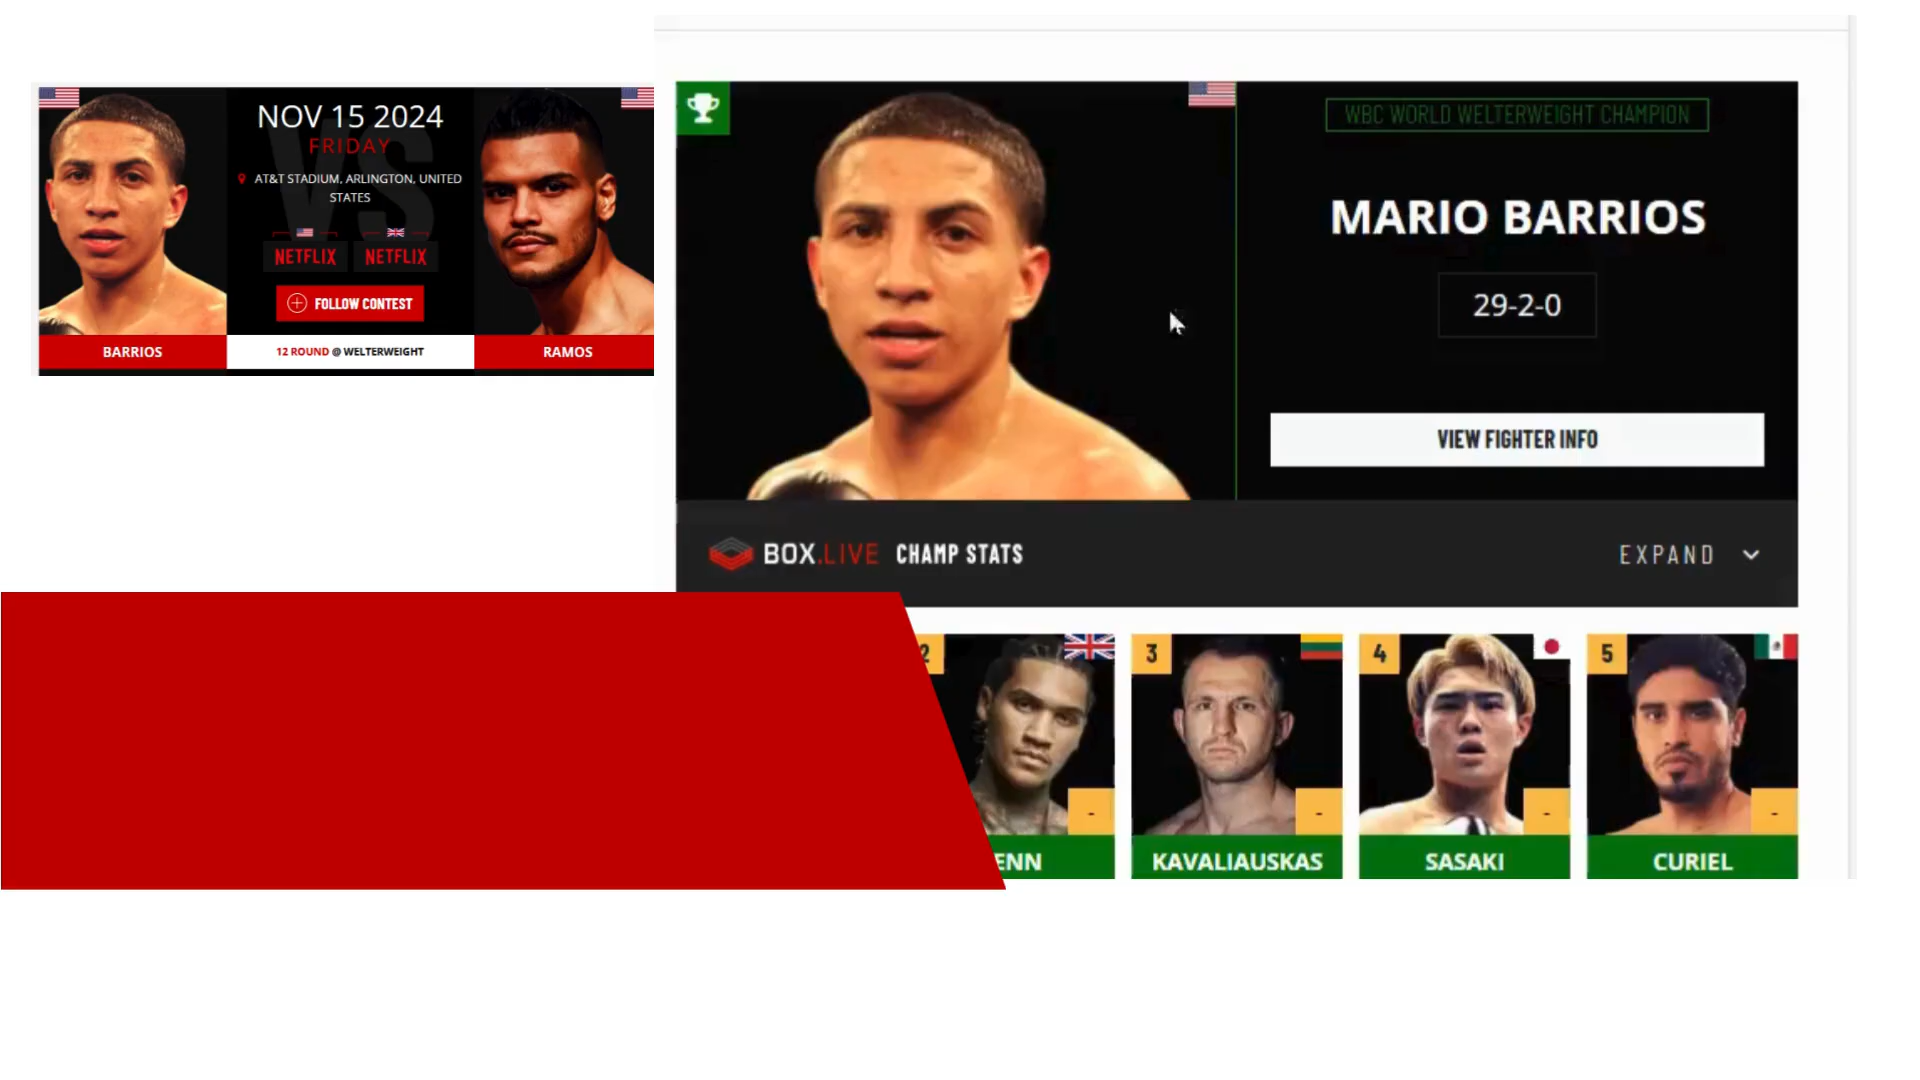 NOV 15 2024
FRIDAY
VS
AT&T STADIUM, ARLINGTON, UNITED
STATES
NETFLIX NETFLIX
FOLLOW CONTEST
BARRIOS
12 ROUND @ WELTERWEIGHT
RAMOS
WBC WORLD WELTERWEIGHT CHAMPION
MARIO BARRIOS
29-2-0
VIEW FIGHTER INFO
BOX.LIVE CHAMP STATS
EXPAND
2
3
4
5
-
-
-
-
ENN
KAVALIAUSKAS
SASAKI
CURIEL